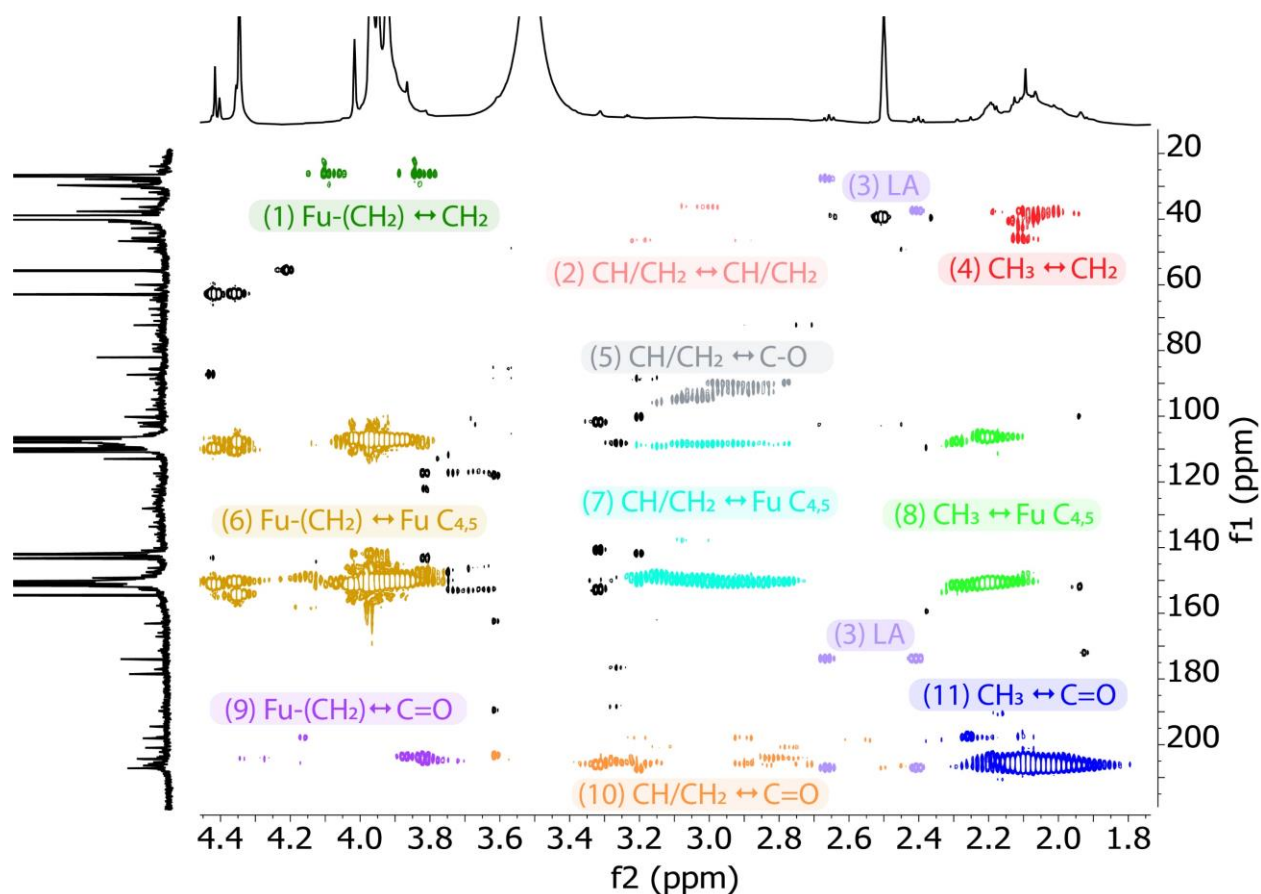 20
(3) LA
(1) Fu-(CH₂) ↔ CH₂
40
(2) CH/CH₂ ↔ CH/CH₂
(4) CH₃ ↔ CH₂
60
80
(5) CH/CH₂ ↔ C-O
100
120
(6) Fu-(CH₂) ↔ Fu C₄,₅
(7) CH/CH₂ ↔ Fu C₄,₅
(8) CH₃ ↔ Fu C₄,₅
f1 (ppm)
140
160
(3) LA
180
(9) Fu-(CH₂) ↔ C=O
(11) CH₃ ↔ C=O
200
(10) CH/CH₂ ↔ C=O
4.4 4.2 4.0 3.8 3.6 3.4 3.2 3.0 2.8 2.6 2.4 2.2 2.0 1.8
f2 (ppm)